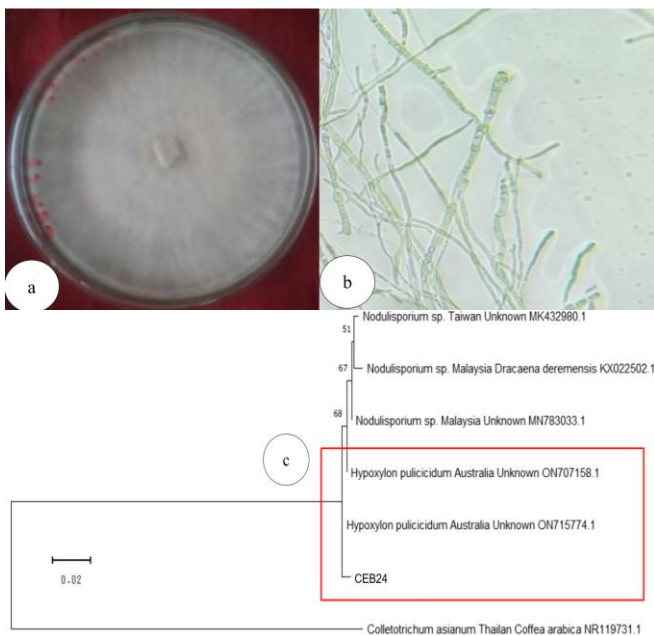 a
b
Nodulisporium sp. Taiwan Unknown MK432980.1
51
67
Nodulisporium sp. Malaysia Dracaena deremensis KX022502.1
68
Nodulisporium sp. Malaysia Unknown MN783033.1
c
Hypoxylon pulicicidum Australia Unknown ON707158.1
Hypoxylon pulicicidum Australia Unknown ON715774.1
0.02
CEB24
Colletotrichum asianum Thailan Coffea arabica NR119731.1